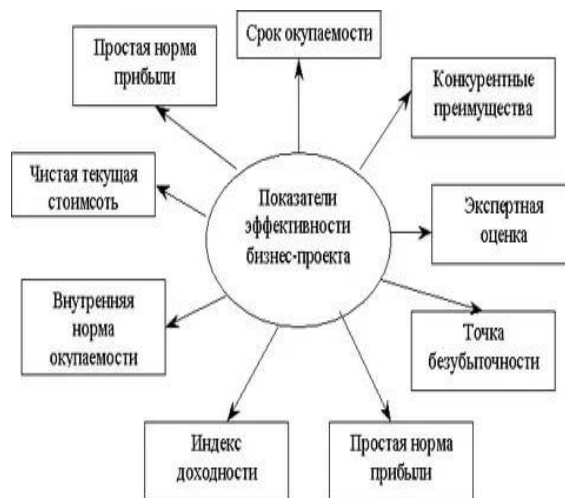 Срок окупаемости
Простая норма
прибыли
Конкурентные
преимущества
Чистая текущая
стоимсоть
Показатели
эффективности
бизнес-проекта
Экспертная
оценка
Внутренняя
норма
окупаемости
Точка
безубыточности
Индекс
доходности
Простая норма
прибыли